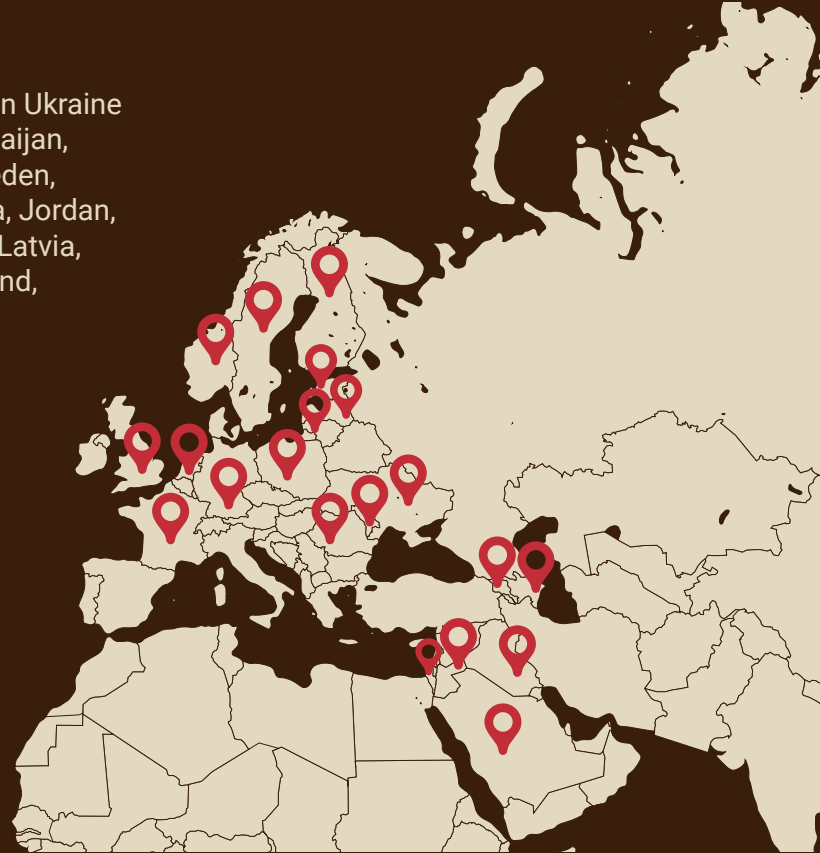 n Ukraine
aijan,
den,
a, Jordan,
Latvia,
nd,